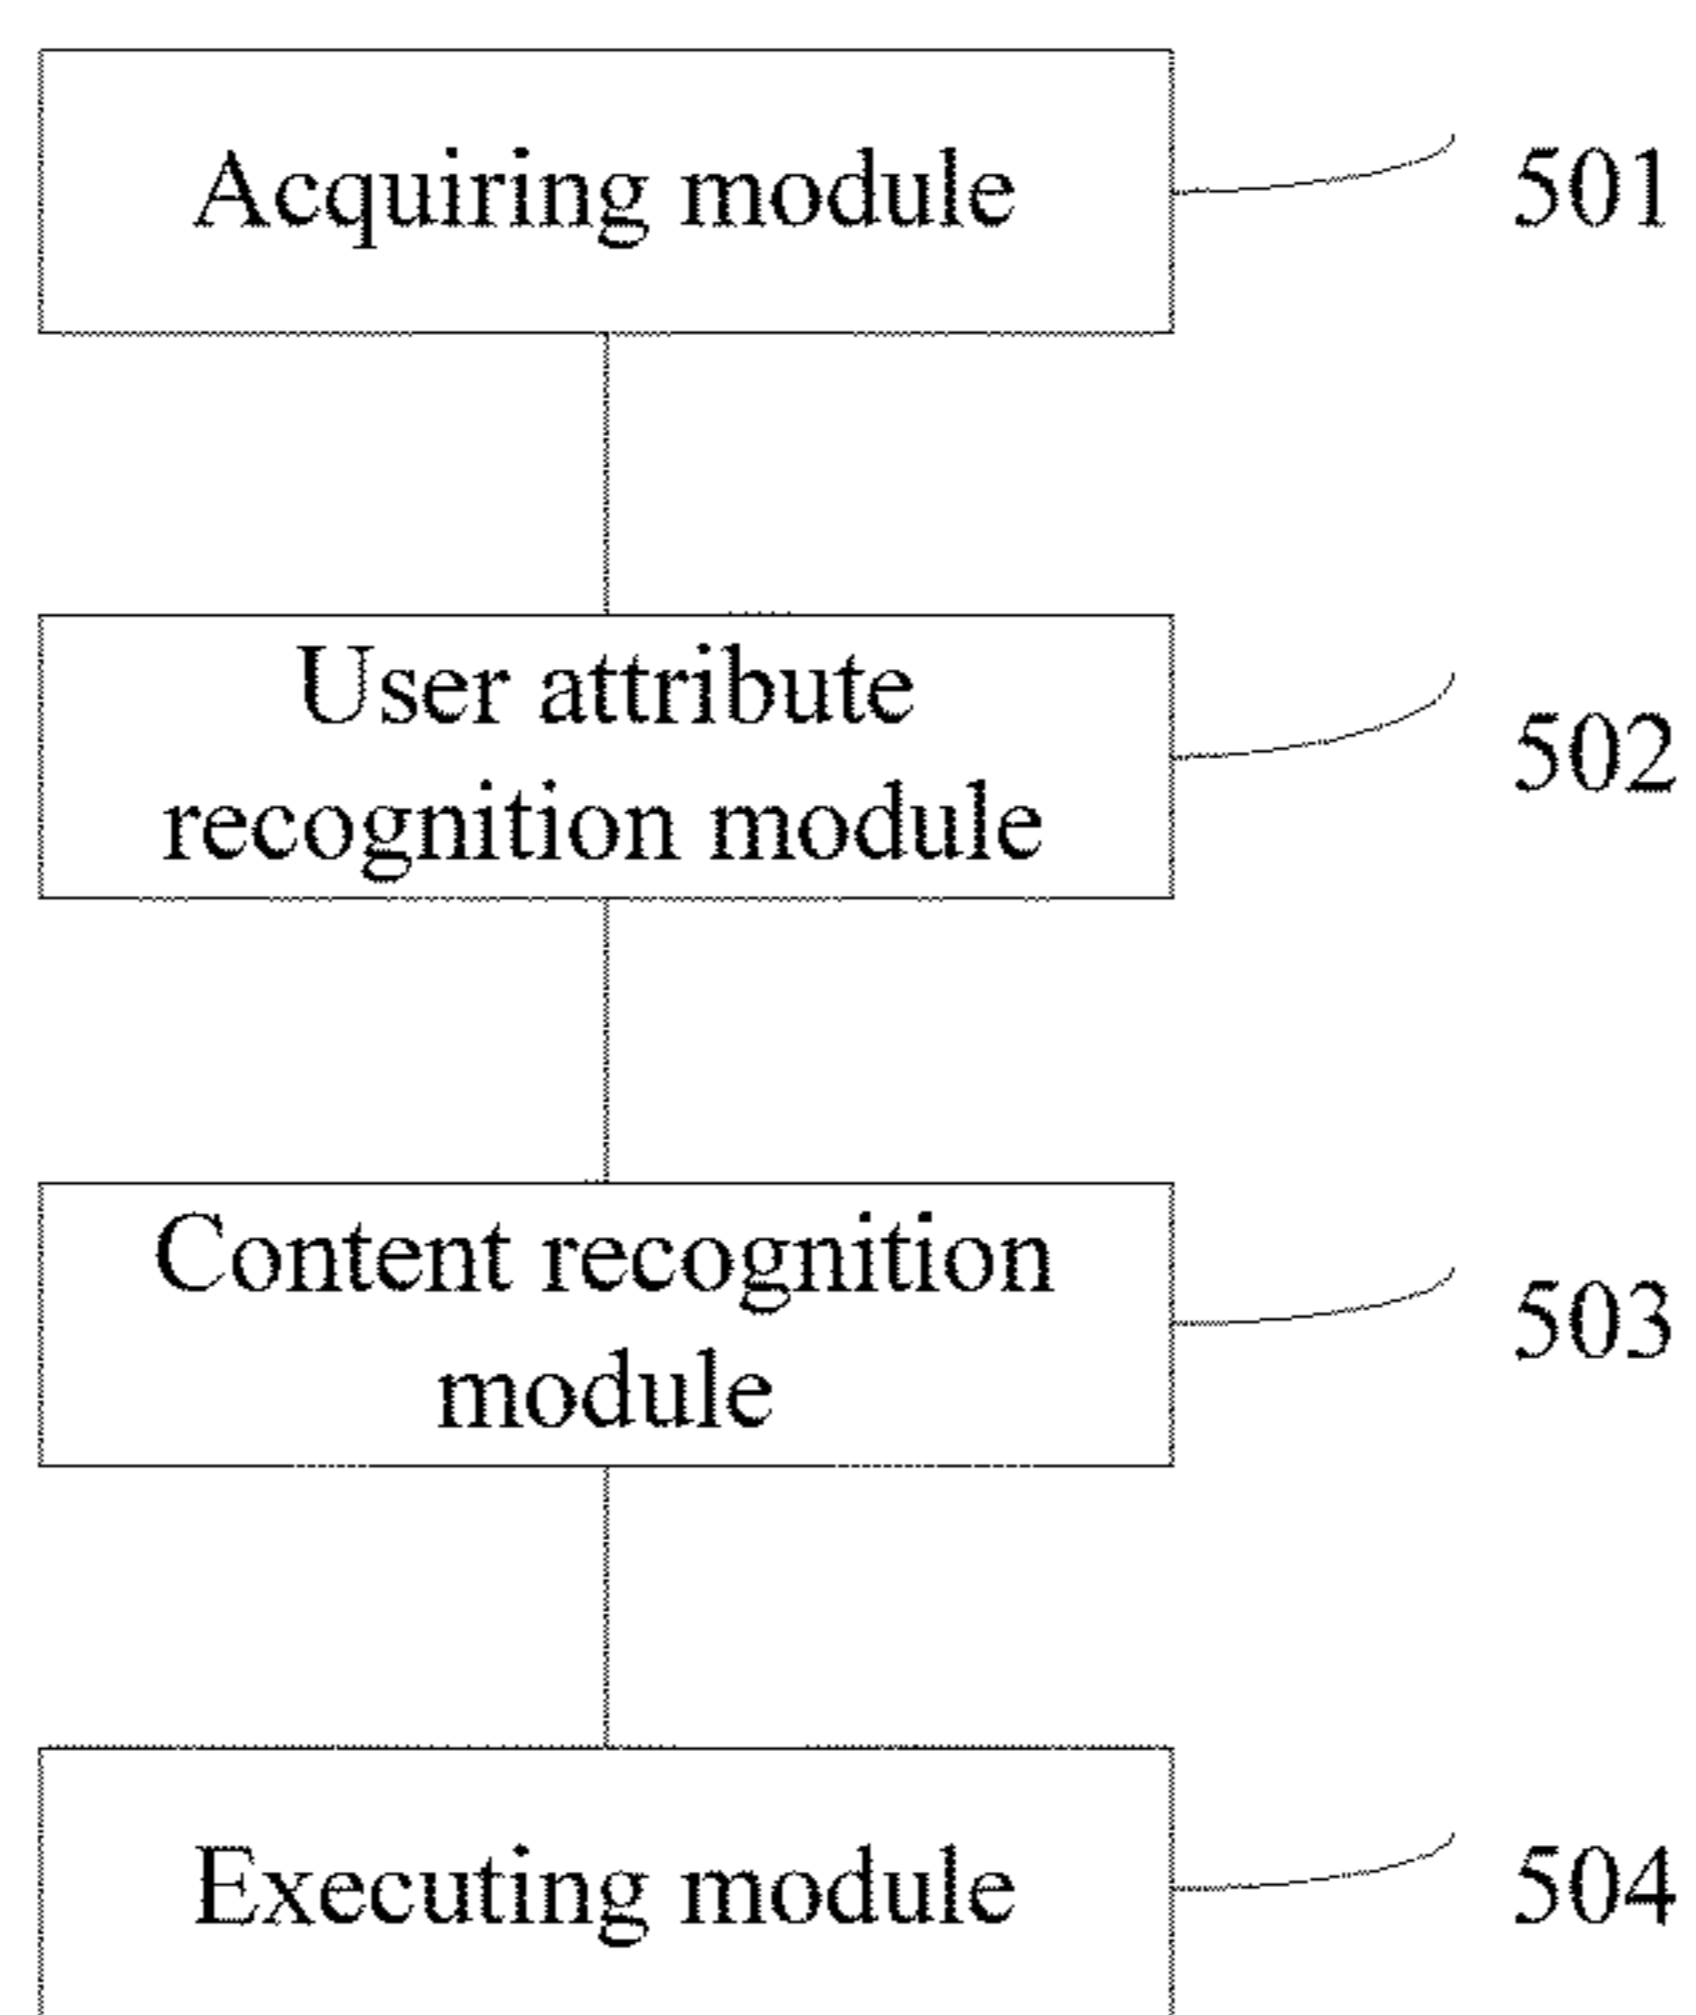 Acquiring module
501
User attribute
recognition module
502
Content recognition
module
503
Executing module
504